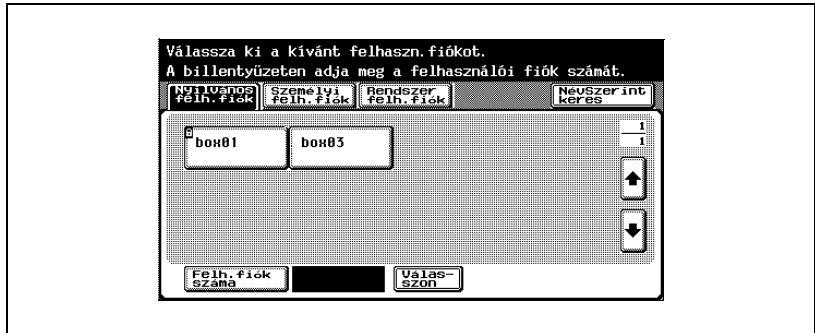 Válassza ki a kívánt felhaszn.fiókot.
A billentyűzeten adja meg a felhasználói fiók számát.
Nyilvános
felh.fiók
Személyi
felh.fiók
Rendszer
felh.fiók
NévSzerint
keres
box01
box03
1
1
Felh.fiók
száma
Válas-
szon